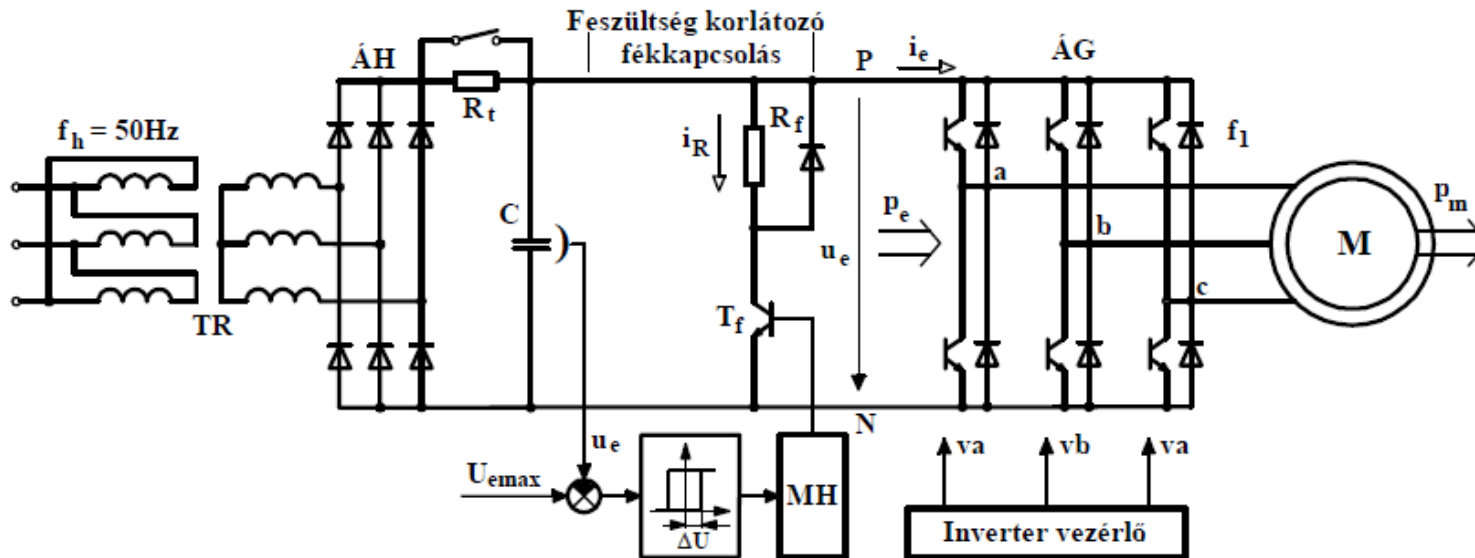 Feszültség korlátozó
fékkapcsolás
ÁH
P
i_e
ÁG
R_t
f_h = 50Hz
R_f
i_R
f_1
a
p_e
p_m
C
b
u_e
M
c
TR
T_f
N
u_e
va
vb
va
U_emax
MH
ΔU
Inverter vezérlő